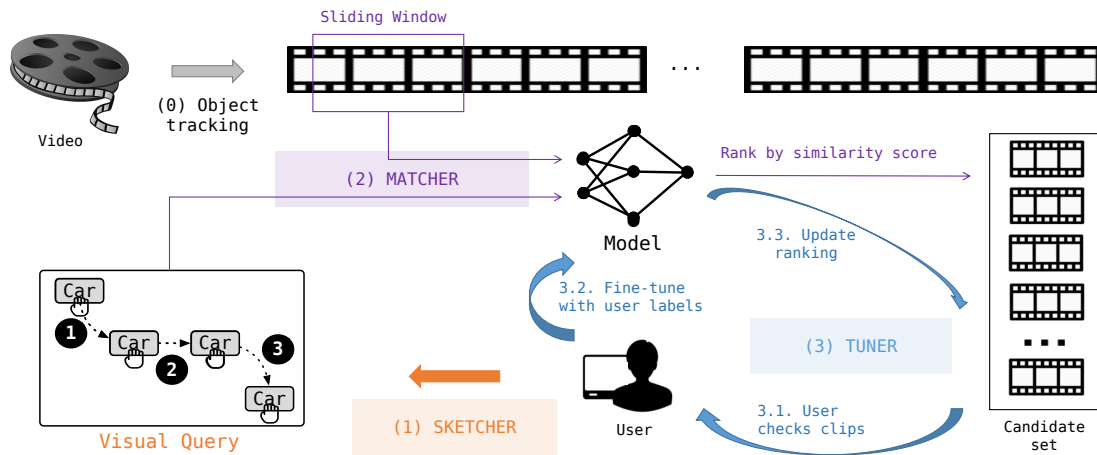 Sliding Window
...
(0) Object
tracking
Video
(2) MATCHER
Rank by similarity score
Model
3.3. Update
ranking
3.2. Fine-tune
with user labels
Car
1
Car
Car
2
3
Car
Visual Query
(1) SKETCHER
User
(3) TUNER
3.1. User
checks clips
...
Candidate
set